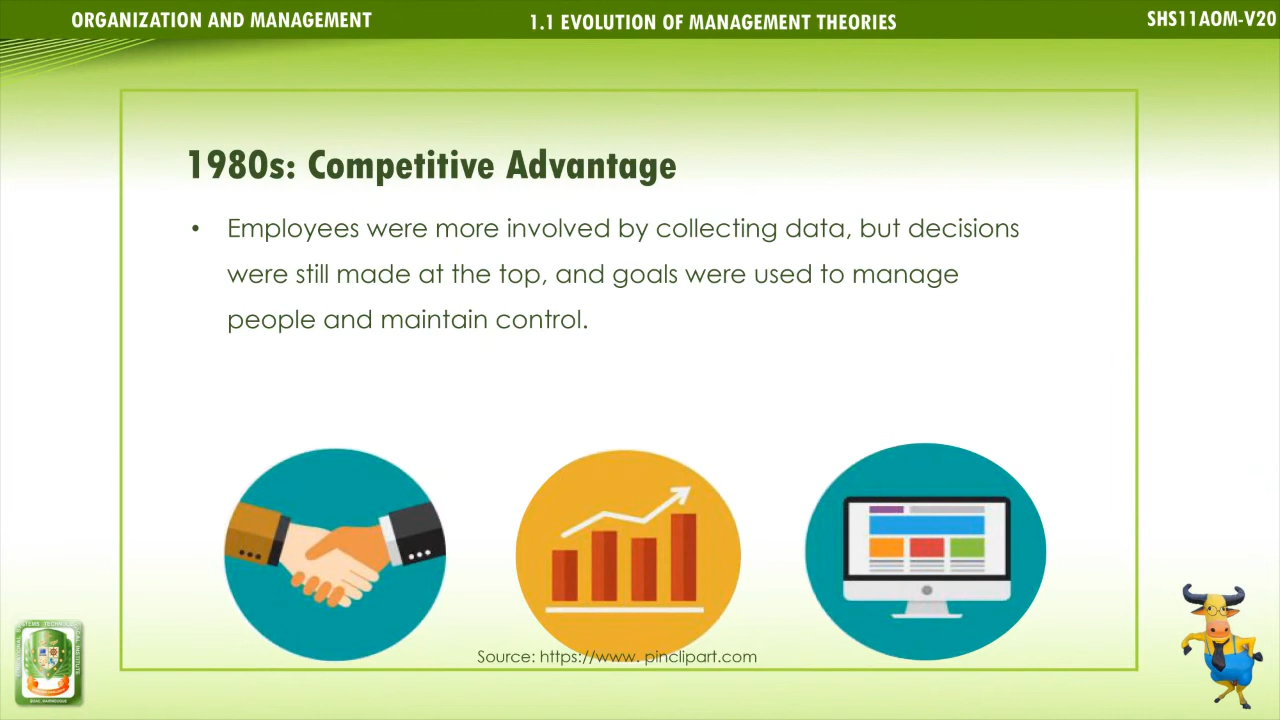 ORGANIZATION AND MANAGEMENT
1.1 EVOLUTION OF MANAGEMENT THEORIES
SHS11AOM-V20
1980s: Competitive Advantage
• Employees were more involved by collecting data, but decisions
were still made at the top, and goals were used to manage
people and maintain control.
Source: https://www. pinclipart.com